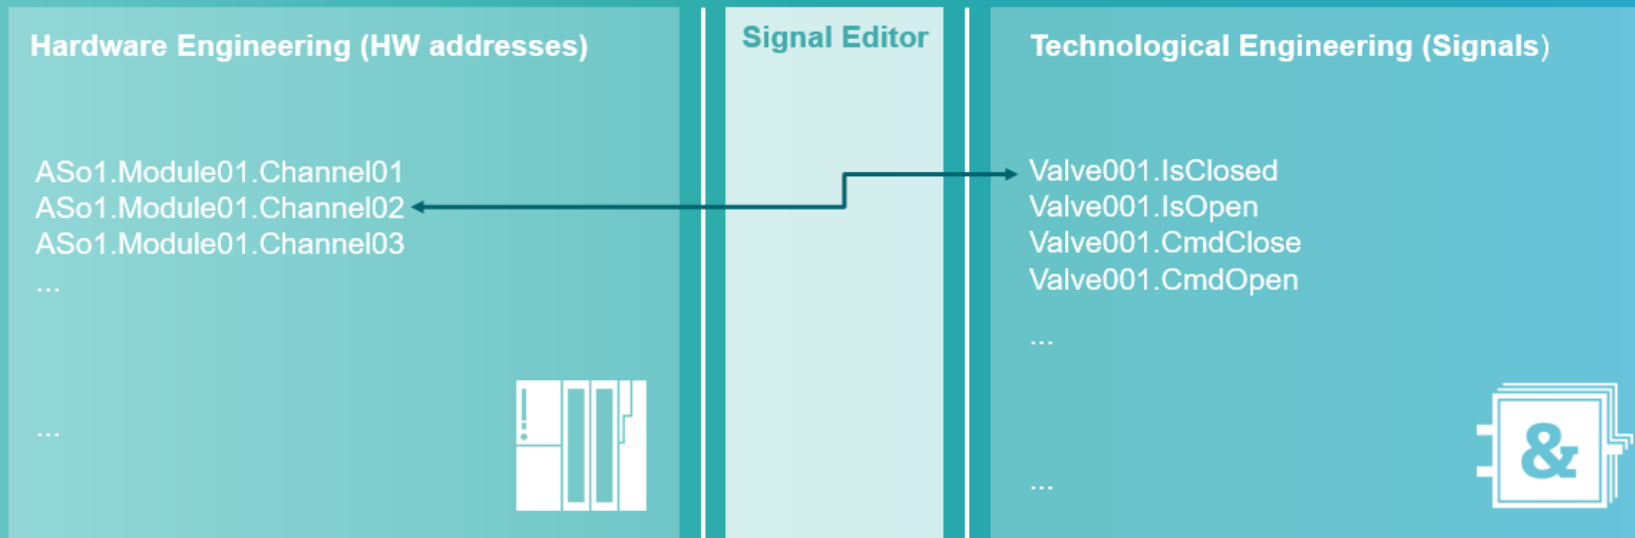 Hardware Engineering (HW addresses)
ASo1.Module01.Channel01
ASo1.Module01.Channel02
ASo1.Module01.Channel03
...
...
Signal Editor
Technological Engineering (Signals)
Valve001.IsClosed
Valve001.IsOpen
Valve001.CmdClose
Valve001.CmdOpen
...
...
&